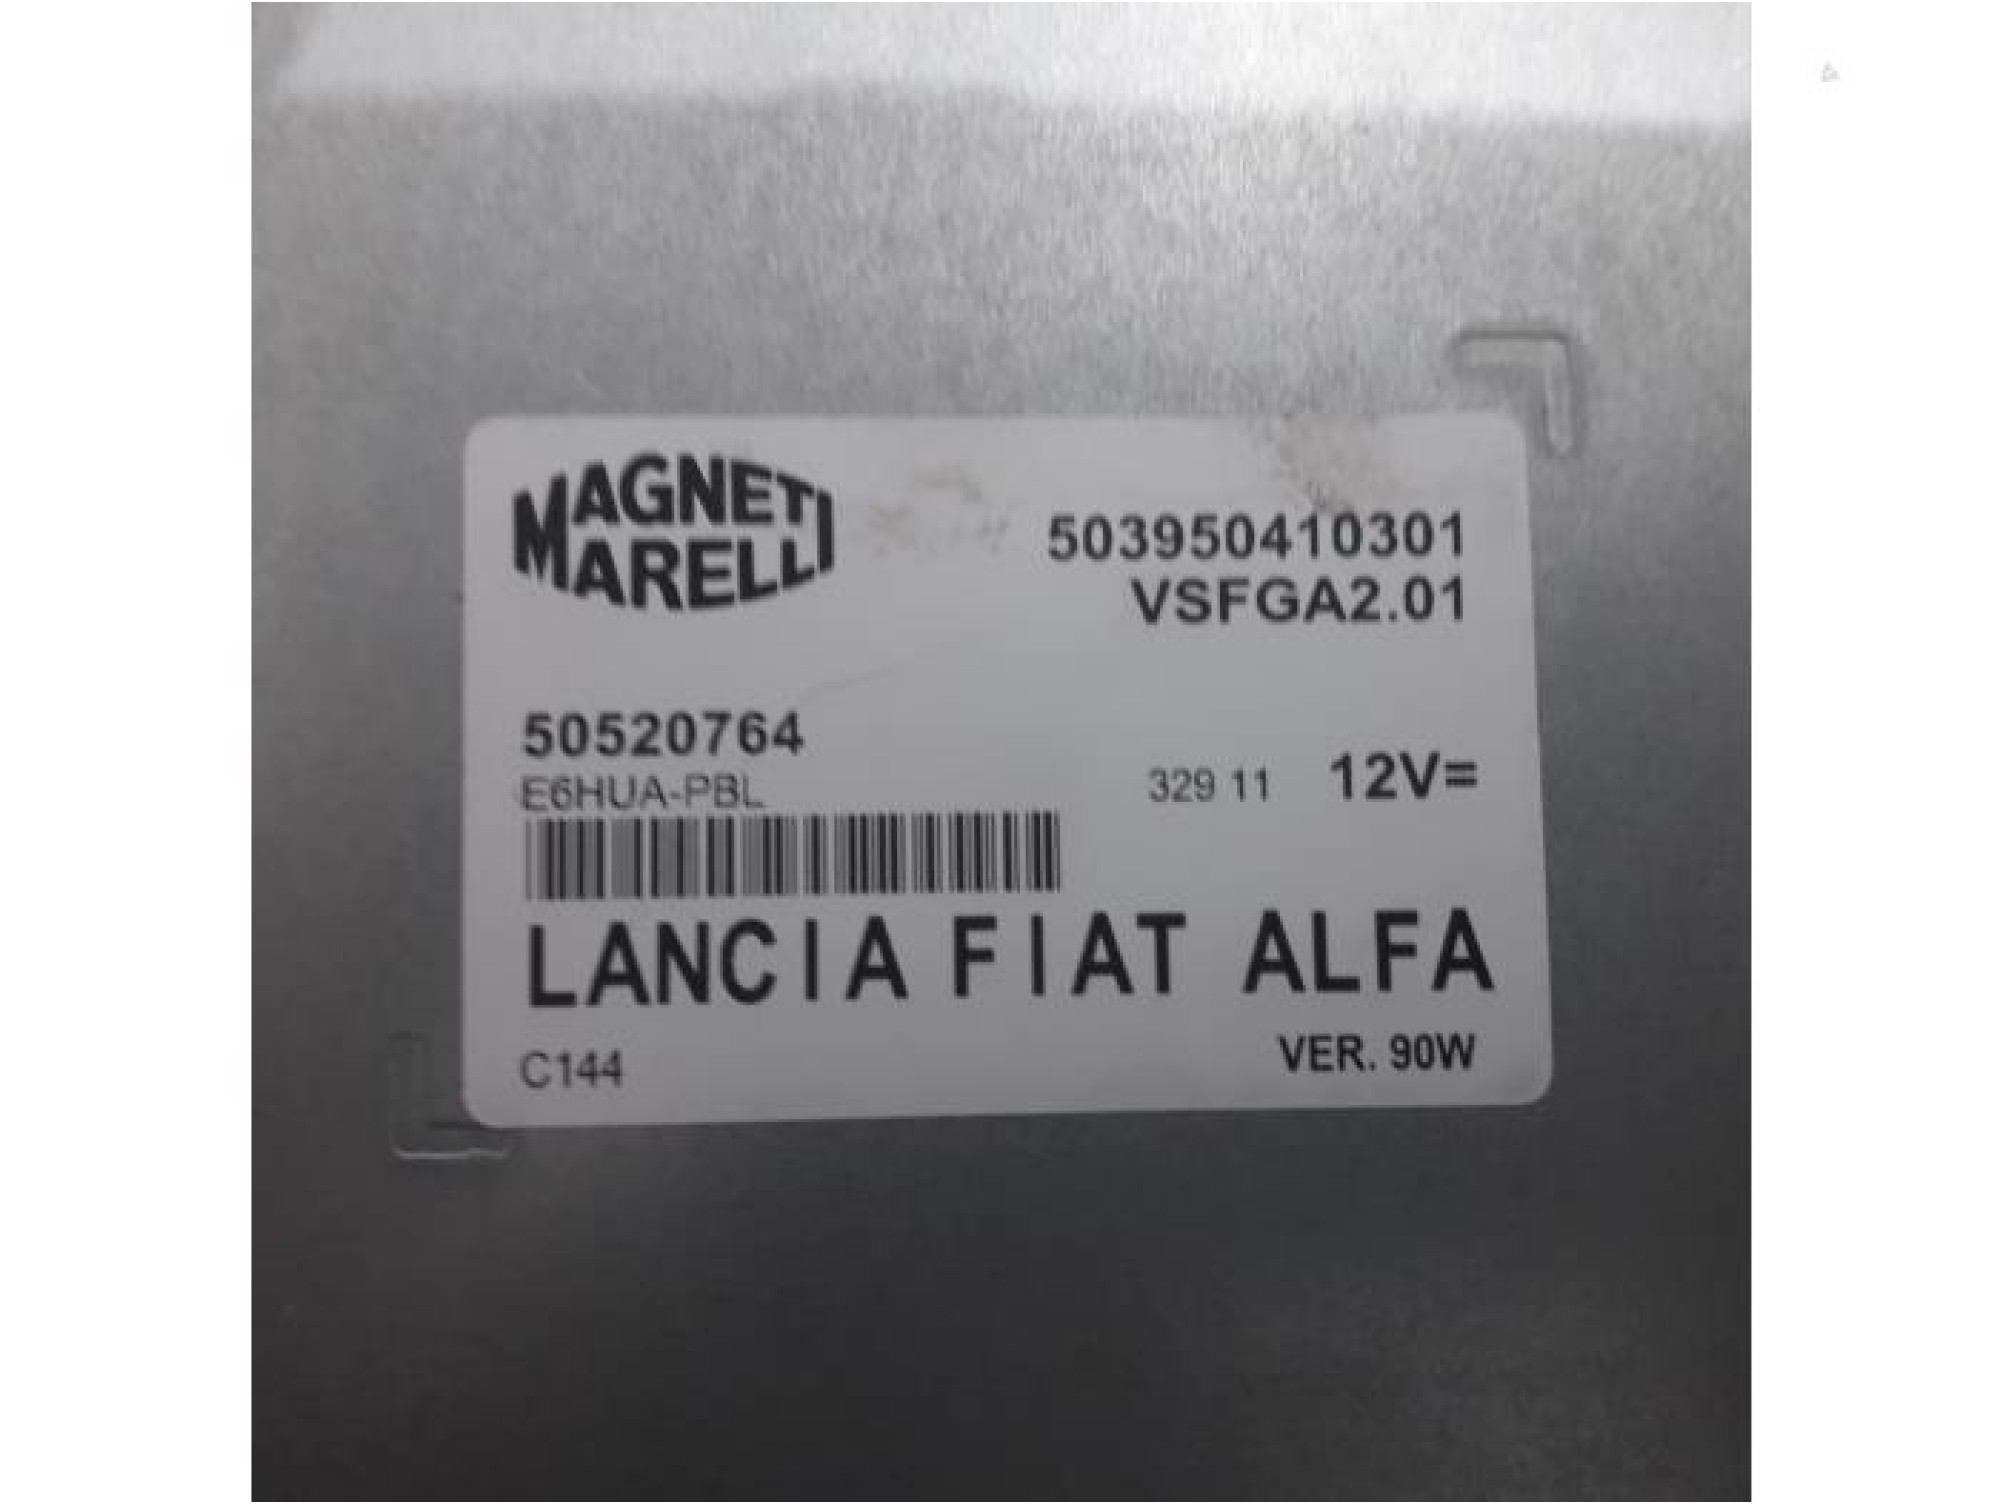 MAGNETI
MARELLI
503950410301
VSFGA2.01
50520764
E6HUA-PBL
329 11 12V=
LANCIA FIAT ALFA
C144
VER. 90W